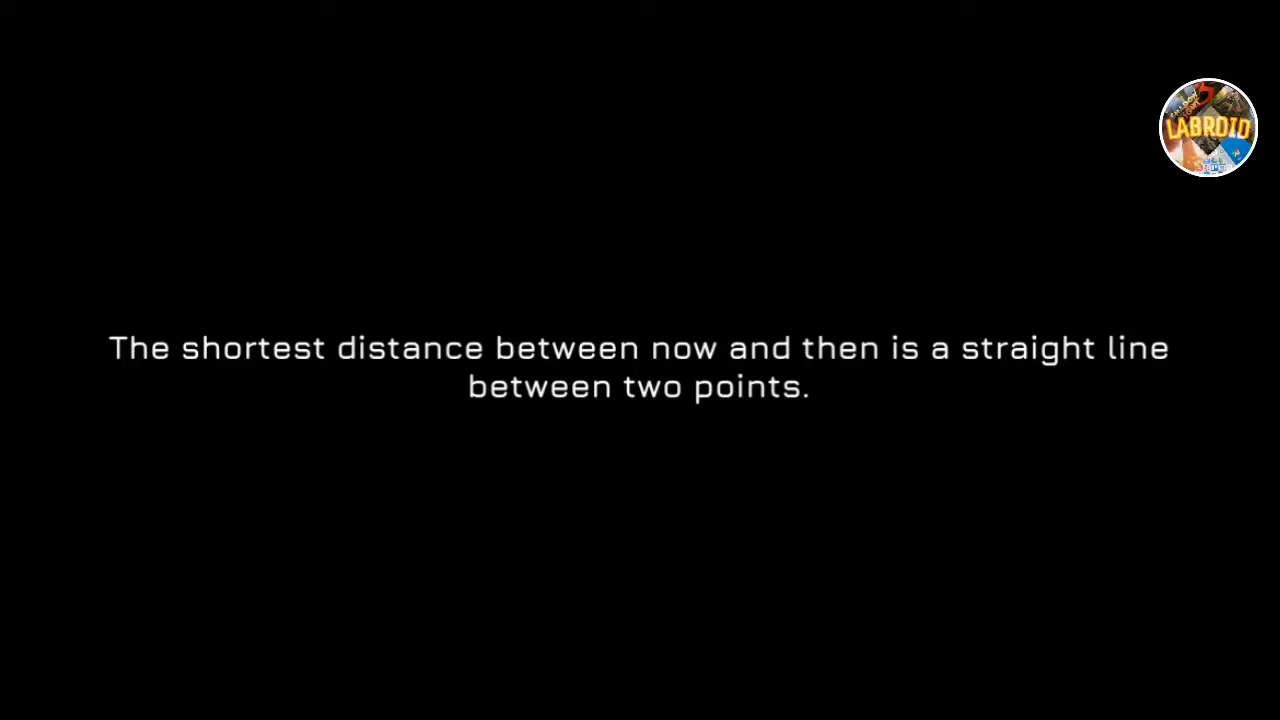 LABROID
The shortest distance between now and then is a straight line
between two points.